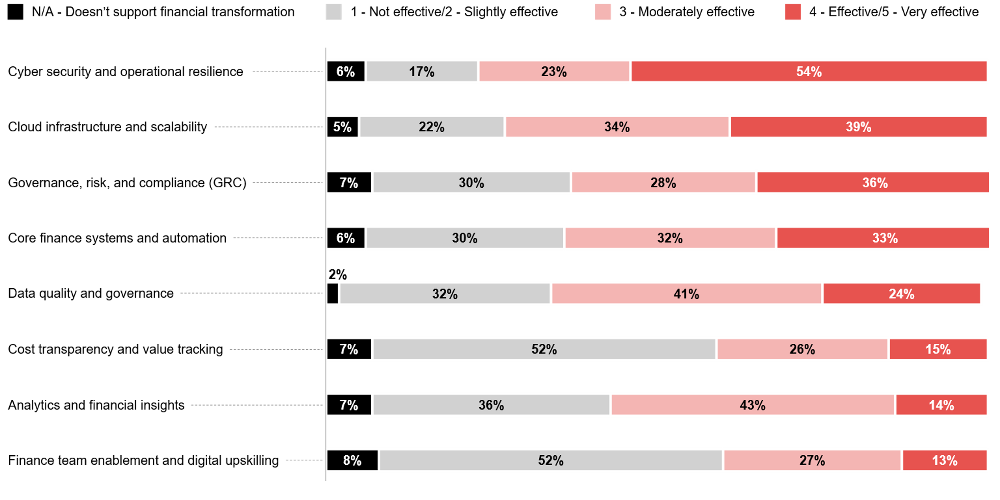 N/A - Doesn’t support financial transformation 1 - Not effective/2 - Slightly effective 3 - Moderately effective 4 - Effective/5 - Very effective
Cyber security and operational resilience 6% 17% 23% 54%
Cloud infrastructure and scalability 5% 22% 34% 39%
Governance, risk, and compliance (GRC) 7% 30% 28% 36%
Core finance systems and automation 6% 30% 32% 33%
2%
Data quality and governance 32% 41% 24%
Cost transparency and value tracking 7% 52% 26% 15%
Analytics and financial insights 7% 36% 43% 14%
Finance team enablement and digital upskilling 8% 52% 27% 13%